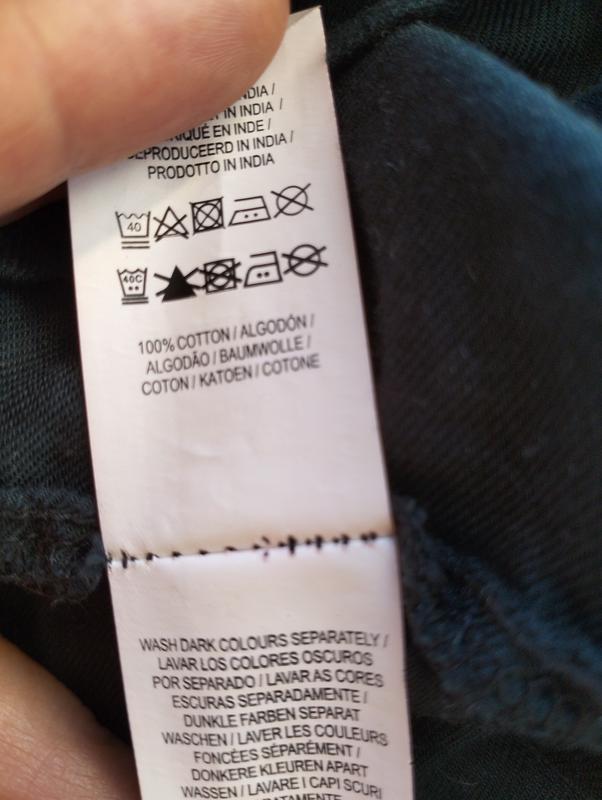 IN INDIA /
EN INDE /
GEPRODUCEERD IN INDIA /
PRODOTTO IN INDIA
40
40C
100% COTTON / ALGODÓN /
ALGODÃO / BAUMWOLLE /
COTON / KATOEN / COTONE
WASH DARK COLOURS SEPARATELY /
LAVAR LOS COLORES OSCUROS
POR SEPARADO / LAVAR AS CORES
ESCURAS SEPARADAMENTE /
DUNKLE FARBEN SEPARAT
WASCHEN / LAVER LES COULEURS
FONCÉES SÉPARÉMENT /
DONKERE KLEUREN APART
WASSEN / LAVARE I CAPI SCURI